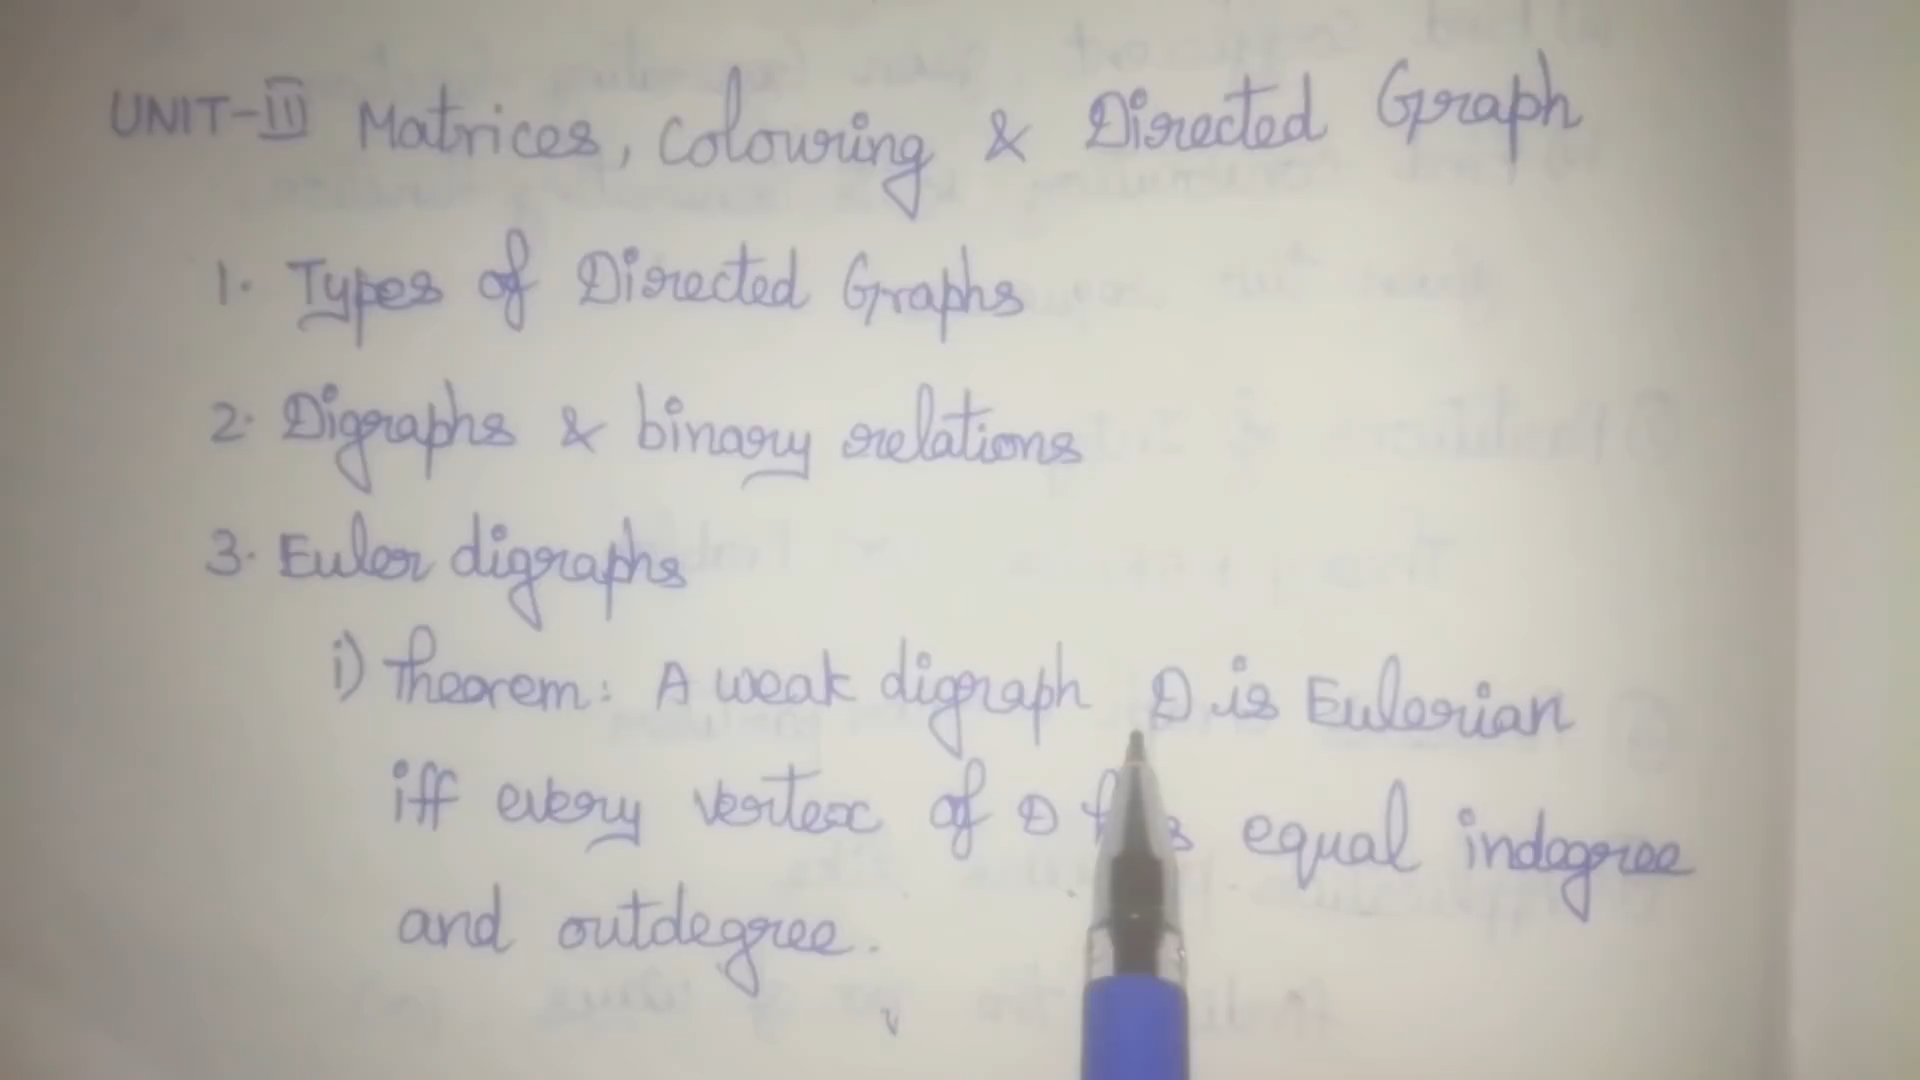 UNIT-III Matrices, Colouring & Directed Graph
1. Types of Directed Graphs
2. Digraphs & binary relations
3. Euler digraphs
i) Theorem: A weak digraph D is Eulerian
iff every vertex of D equal indegree
and outdegree.